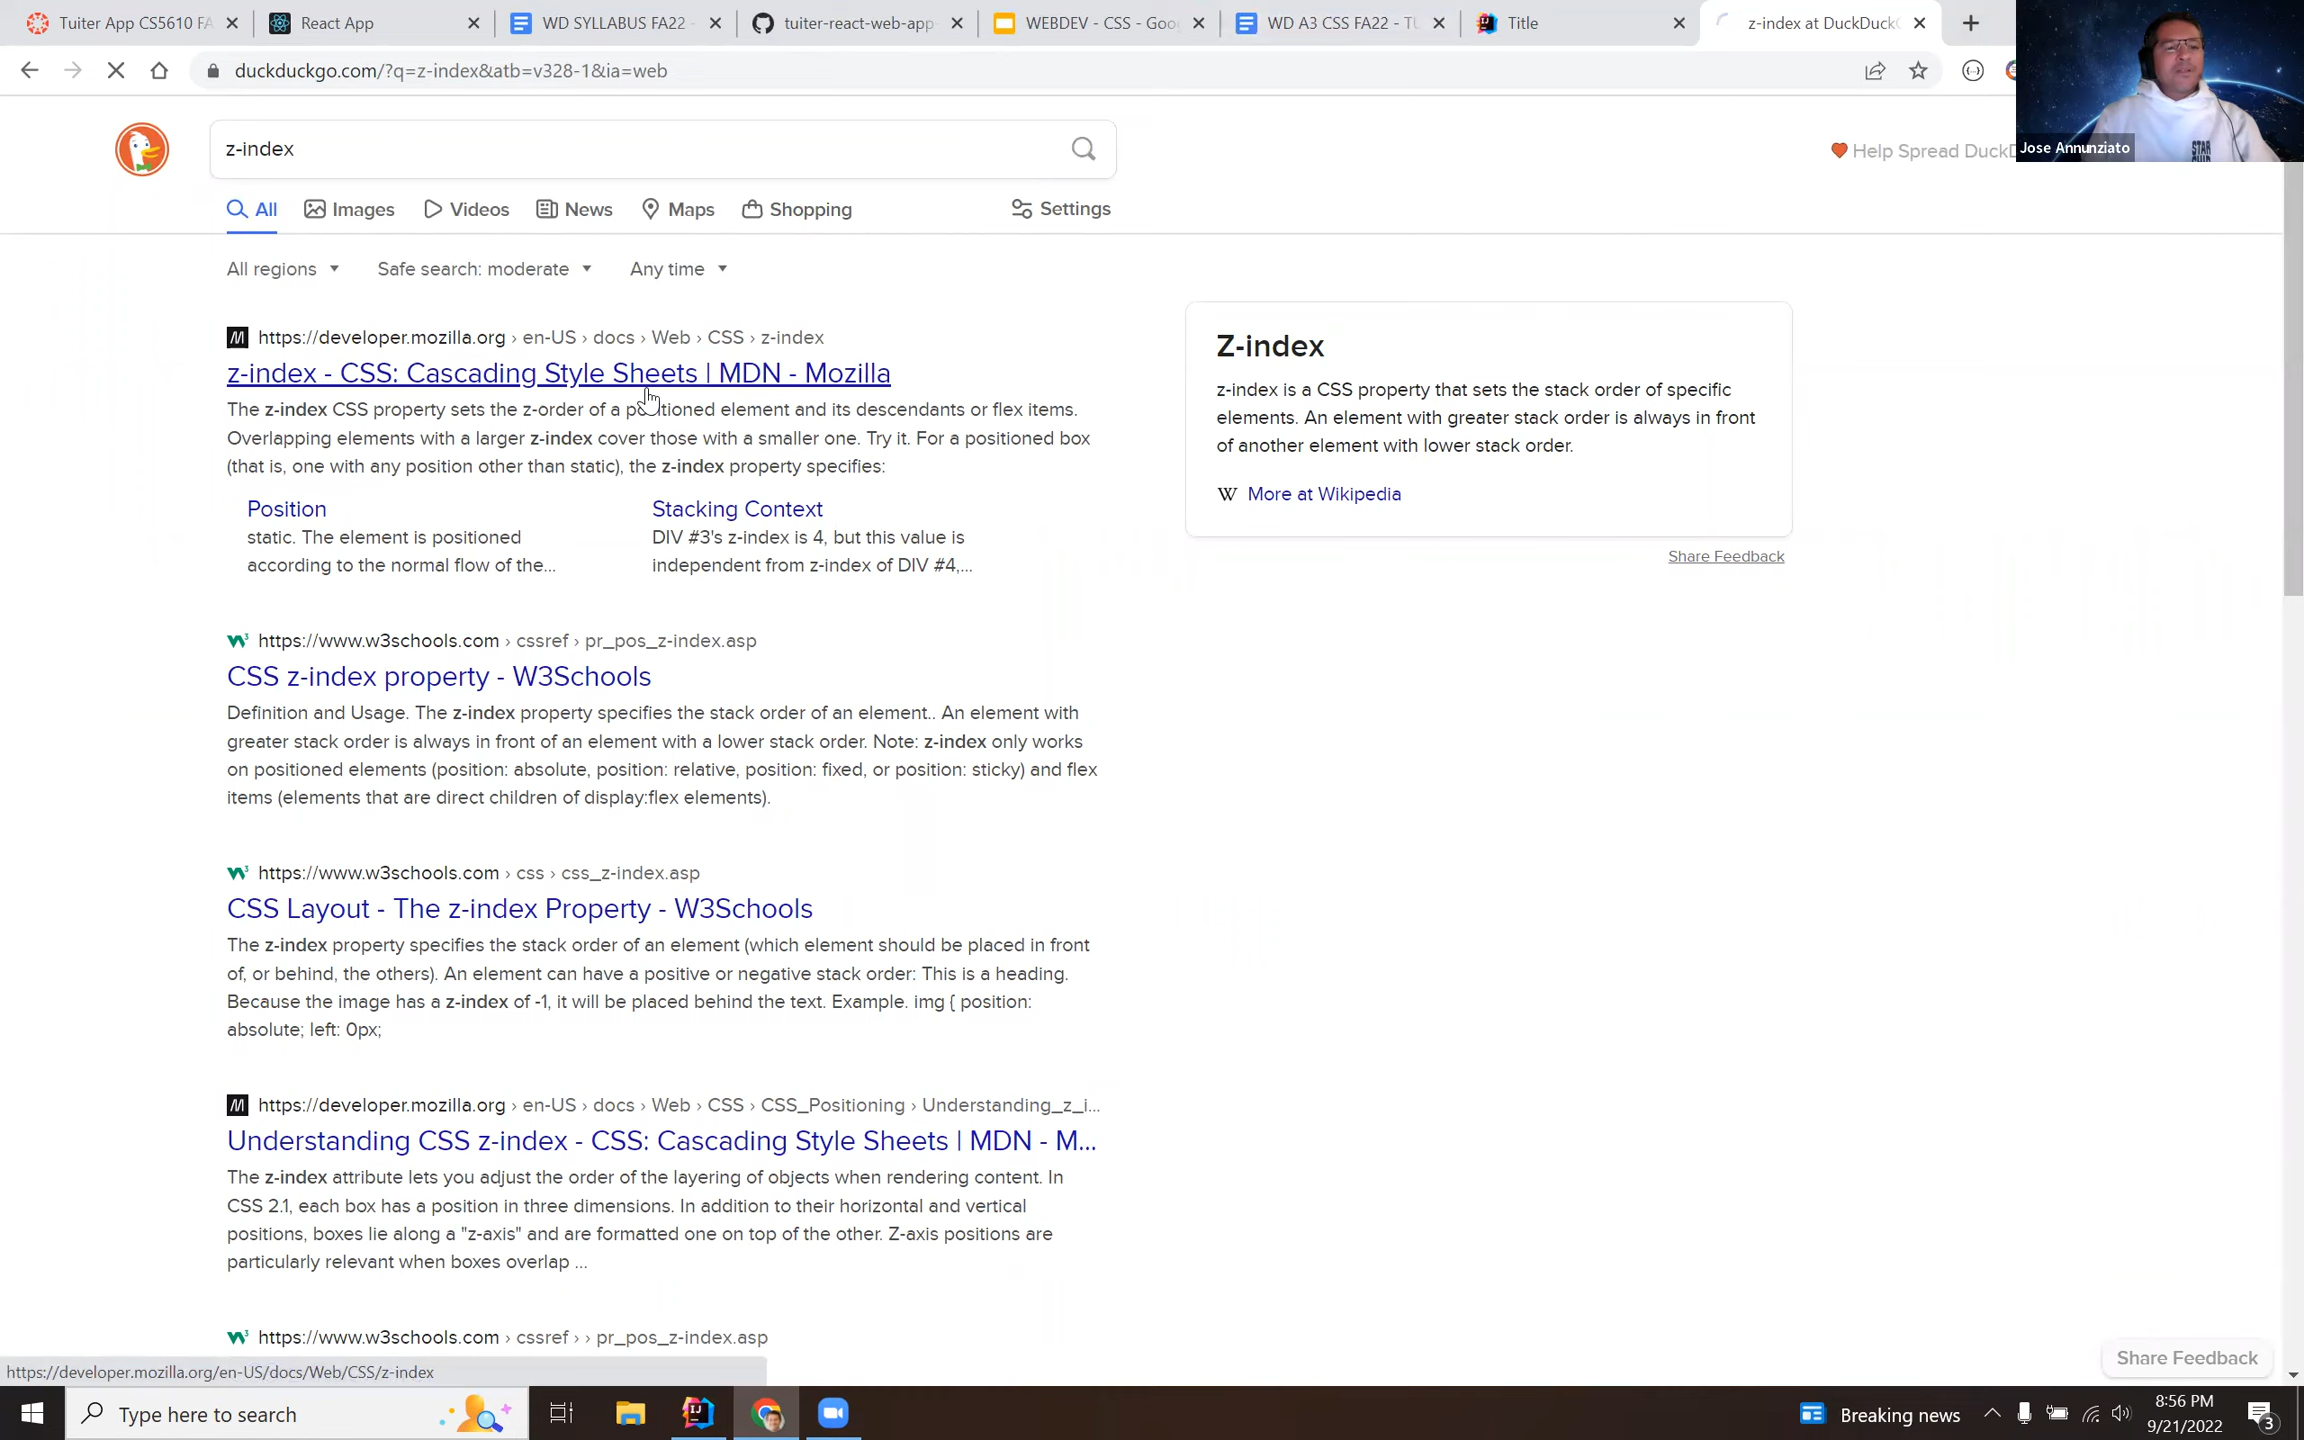 Tuiter App CS5610 FA
React App
WD SYLLABUS FA22 -
tuiter-react-web-app-
WEBDEV - CSS - Goo
WD A3 CSS FA22 - TU
Title
z-index at DuckDuckG
duckduckgo.com/?q=z-index&atb=v328-1&ia=web
z-index
Help Spread DuckD
Jose Annunziato
All
Images
Videos
News
Maps
Shopping
Settings
All regions
Safe search: moderate
Any time
https://developer.mozilla.org › en-US › docs › Web › CSS › z-index
z-index - CSS: Cascading Style Sheets | MDN - Mozilla
The z-index CSS property sets the z-order of a positioned element and its descendants or flex items.
Overlapping elements with a larger z-index cover those with a smaller one. Try it. For a positioned box
(that is, one with any position other than static), the z-index property specifies:
Position
static. The element is positioned
according to the normal flow of the...
Stacking Context
DIV #3's z-index is 4, but this value is
independent from z-index of DIV #4,...
Z-index
z-index is a CSS property that sets the stack order of specific
elements. An element with greater stack order is always in front
of another element with lower stack order.
W More at Wikipedia
Share Feedback
https://www.w3schools.com › cssref › pr_pos_z-index.asp
CSS z-index property - W3Schools
Definition and Usage. The z-index property specifies the stack order of an element.. An element with
greater stack order is always in front of an element with a lower stack order. Note: z-index only works
on positioned elements (position: absolute, position: relative, position: fixed, or position: sticky) and flex
items (elements that are direct children of display:flex elements).
https://www.w3schools.com › css › css_z-index.asp
CSS Layout - The z-index Property - W3Schools
The z-index property specifies the stack order of an element (which element should be placed in front
of, or behind, the others). An element can have a positive or negative stack order: This is a heading.
Because the image has a z-index of -1, it will be placed behind the text. Example. img { position:
absolute; left: 0px;
https://developer.mozilla.org › en-US › docs › Web › CSS › CSS_Positioning › Understanding_z_i...
Understanding CSS z-index - CSS: Cascading Style Sheets | MDN - M...
The z-index attribute lets you adjust the order of the layering of objects when rendering content. In
CSS 2.1, each box has a position in three dimensions. In addition to their horizontal and vertical
positions, boxes lie along a "z-axis" and are formatted one on top of the other. Z-axis positions are
particularly relevant when boxes overlap ...
https://www.w3schools.com › cssref › › pr_pos_z-index.asp
Share Feedback
https://developer.mozilla.org/en-US/docs/Web/CSS/z-index
Type here to search
Breaking news
8:56 PM
9/21/2022
3